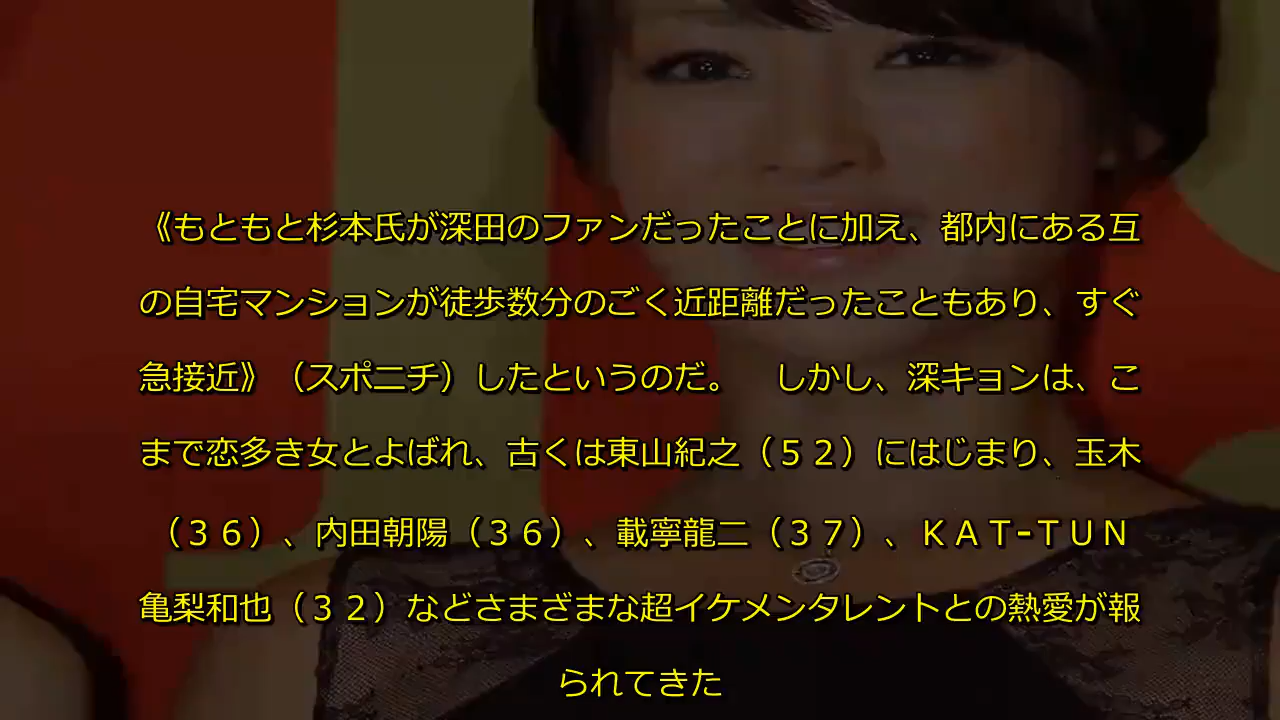 《もともと杉本氏が深田のファンだったことに加え、都内にある互
の自宅マンションが徒歩数分のごく近距離だったこともあり、すぐ
急接近》（スポニチ）したというのだ。　しかし、深キョンは、こ
まで恋多き女とよばれ、古くは東山紀之（５２）にはじまり、玉木
（３６）、内田朝陽（３６）、載寧龍二（３７）、ＫＡＴ-ＴＵＮ
亀梨和也（３２）などさまざまな超イケメンタレントとの熱愛が報
られてきた